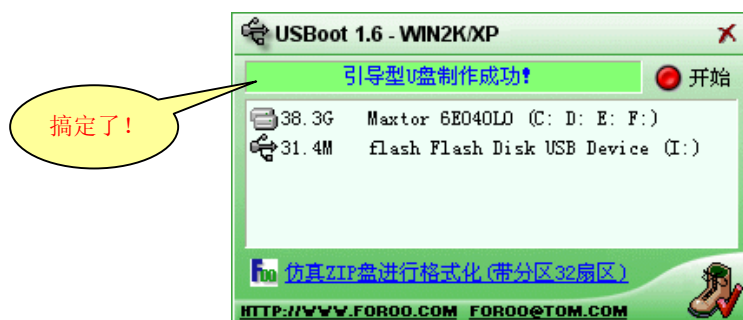 USBoot 1.6 - WIN2K/XP
引导型U盘制作成功!
开始
搞定了!
38.3G Maxtor 6E040L0 (C: D: E: F:)
31.4M flash Flash Disk USB Device (I:)
Foo 仿真ZIP盘进行格式化(带分区32扇区)
HTTP://WWW.FOROO.COM FOROO@TOM.COM